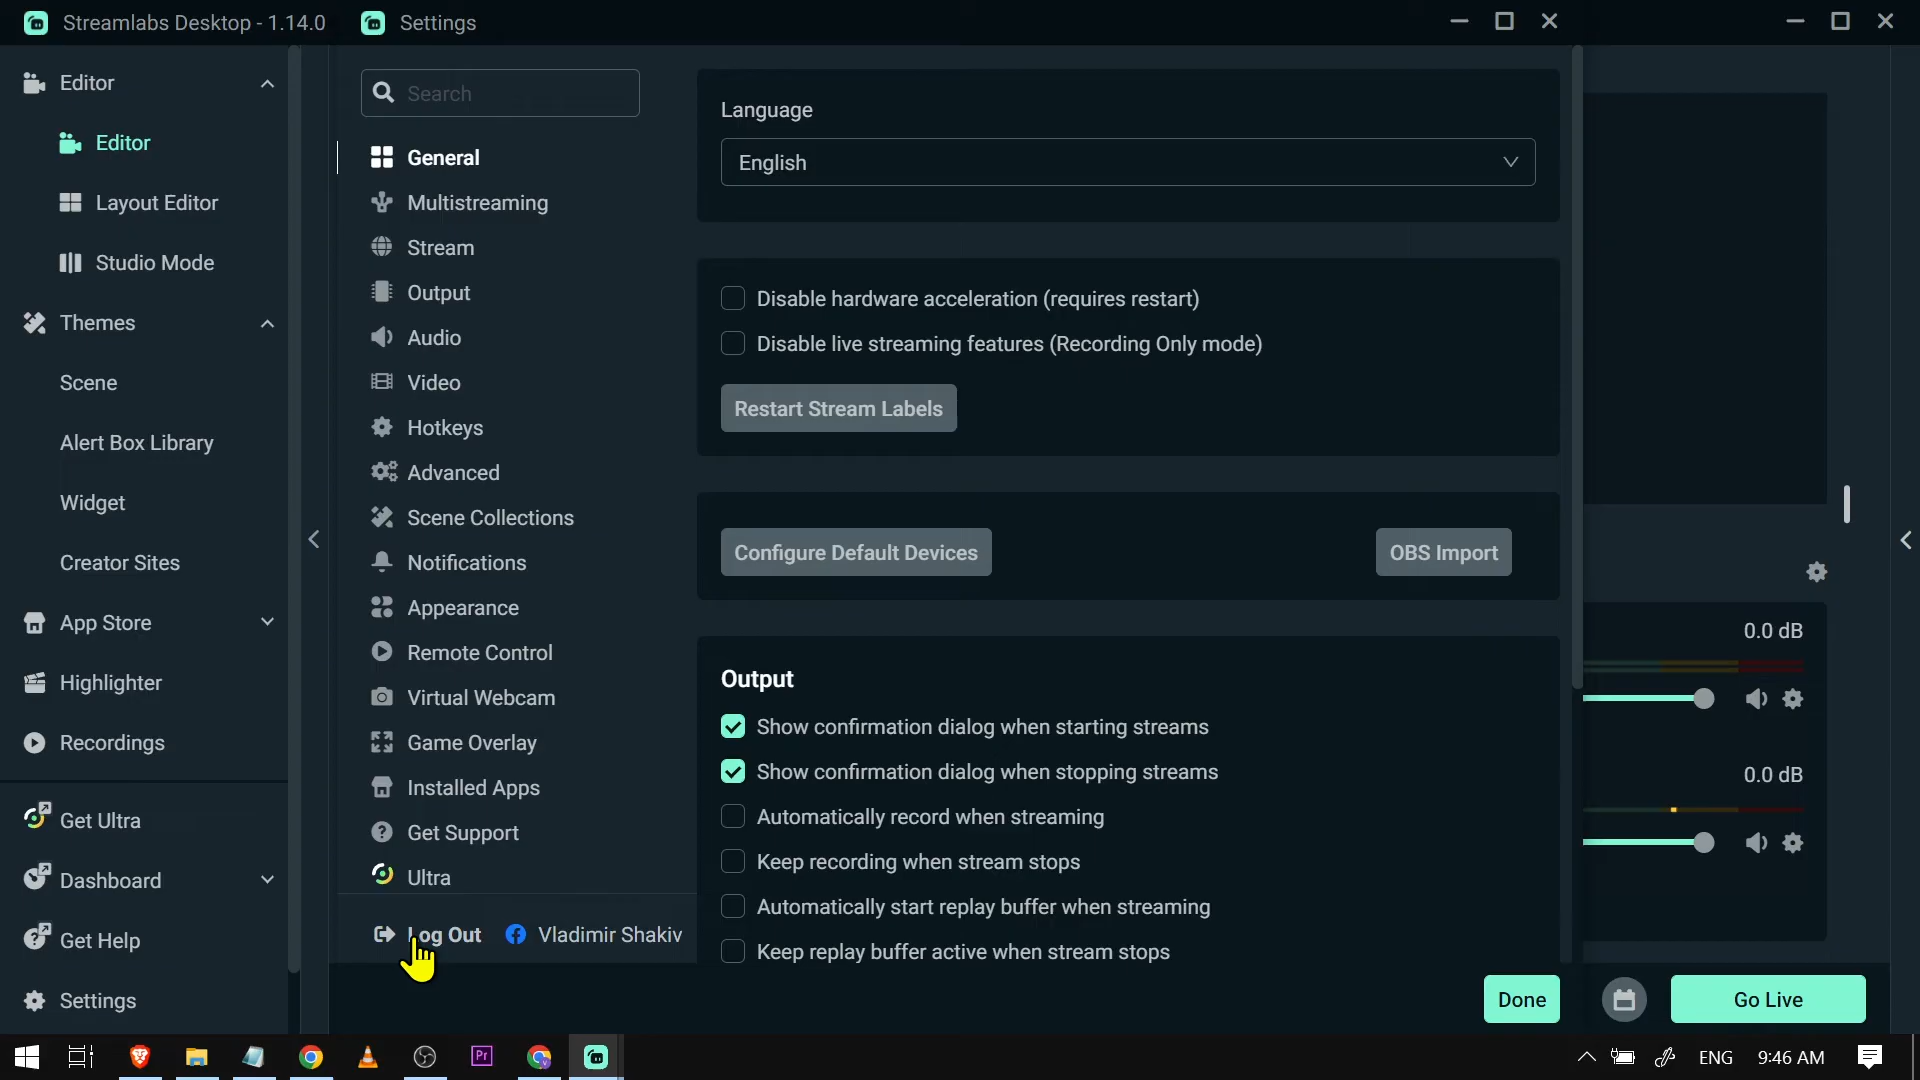 Streamlabs Desktop - 1.14.0
Settings
Editor
Editor
Layout Editor
Studio Mode
Themes
Scene
Alert Box Library
Widget
Creator Sites
App Store
Highlighter
Recordings
Get Ultra
Dashboard
Get Help
Settings
Search
General
Multistreaming
Stream
Output
Audio
Video
Hotkeys
Advanced
Scene Collections
Notifications
Appearance
Remote Control
Virtual Webcam
Game Overlay
Installed Apps
Get Support
Ultra
Log Out
Vladimir Shakiv
Language
English
Disable hardware acceleration (requires restart)
Disable live streaming features (Recording Only mode)
Restart Stream Labels
Configure Default Devices
OBS Import
Output
Show confirmation dialog when starting streams
Show confirmation dialog when stopping streams
Automatically record when streaming
Keep recording when stream stops
Automatically start replay buffer when streaming
Keep replay buffer active when stream stops
0.0 dB
0.0 dB
Done
Go Live
Pr
ENG
9:46 AM